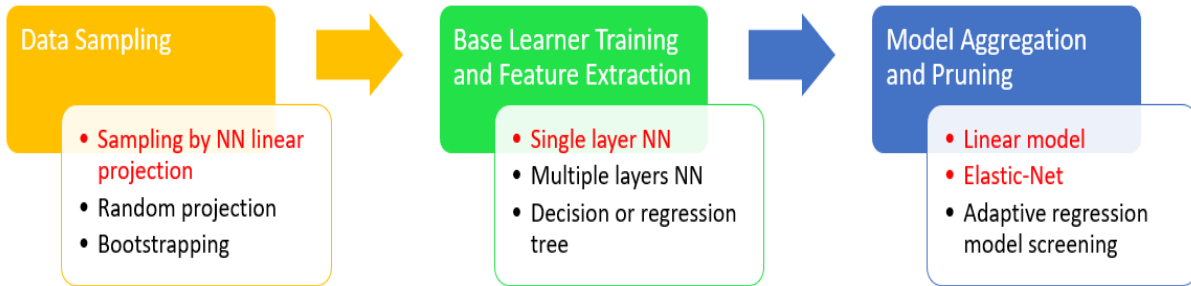 Data Sampling
• Sampling by NN linear
projection
• Random projection
• Bootstrapping
Base Learner Training
and Feature Extraction
• Single layer NN
• Multiple layers NN
• Decision or regression
tree
Model Aggregation
and Pruning
• Linear model
• Elastic-Net
• Adaptive regression
model screening